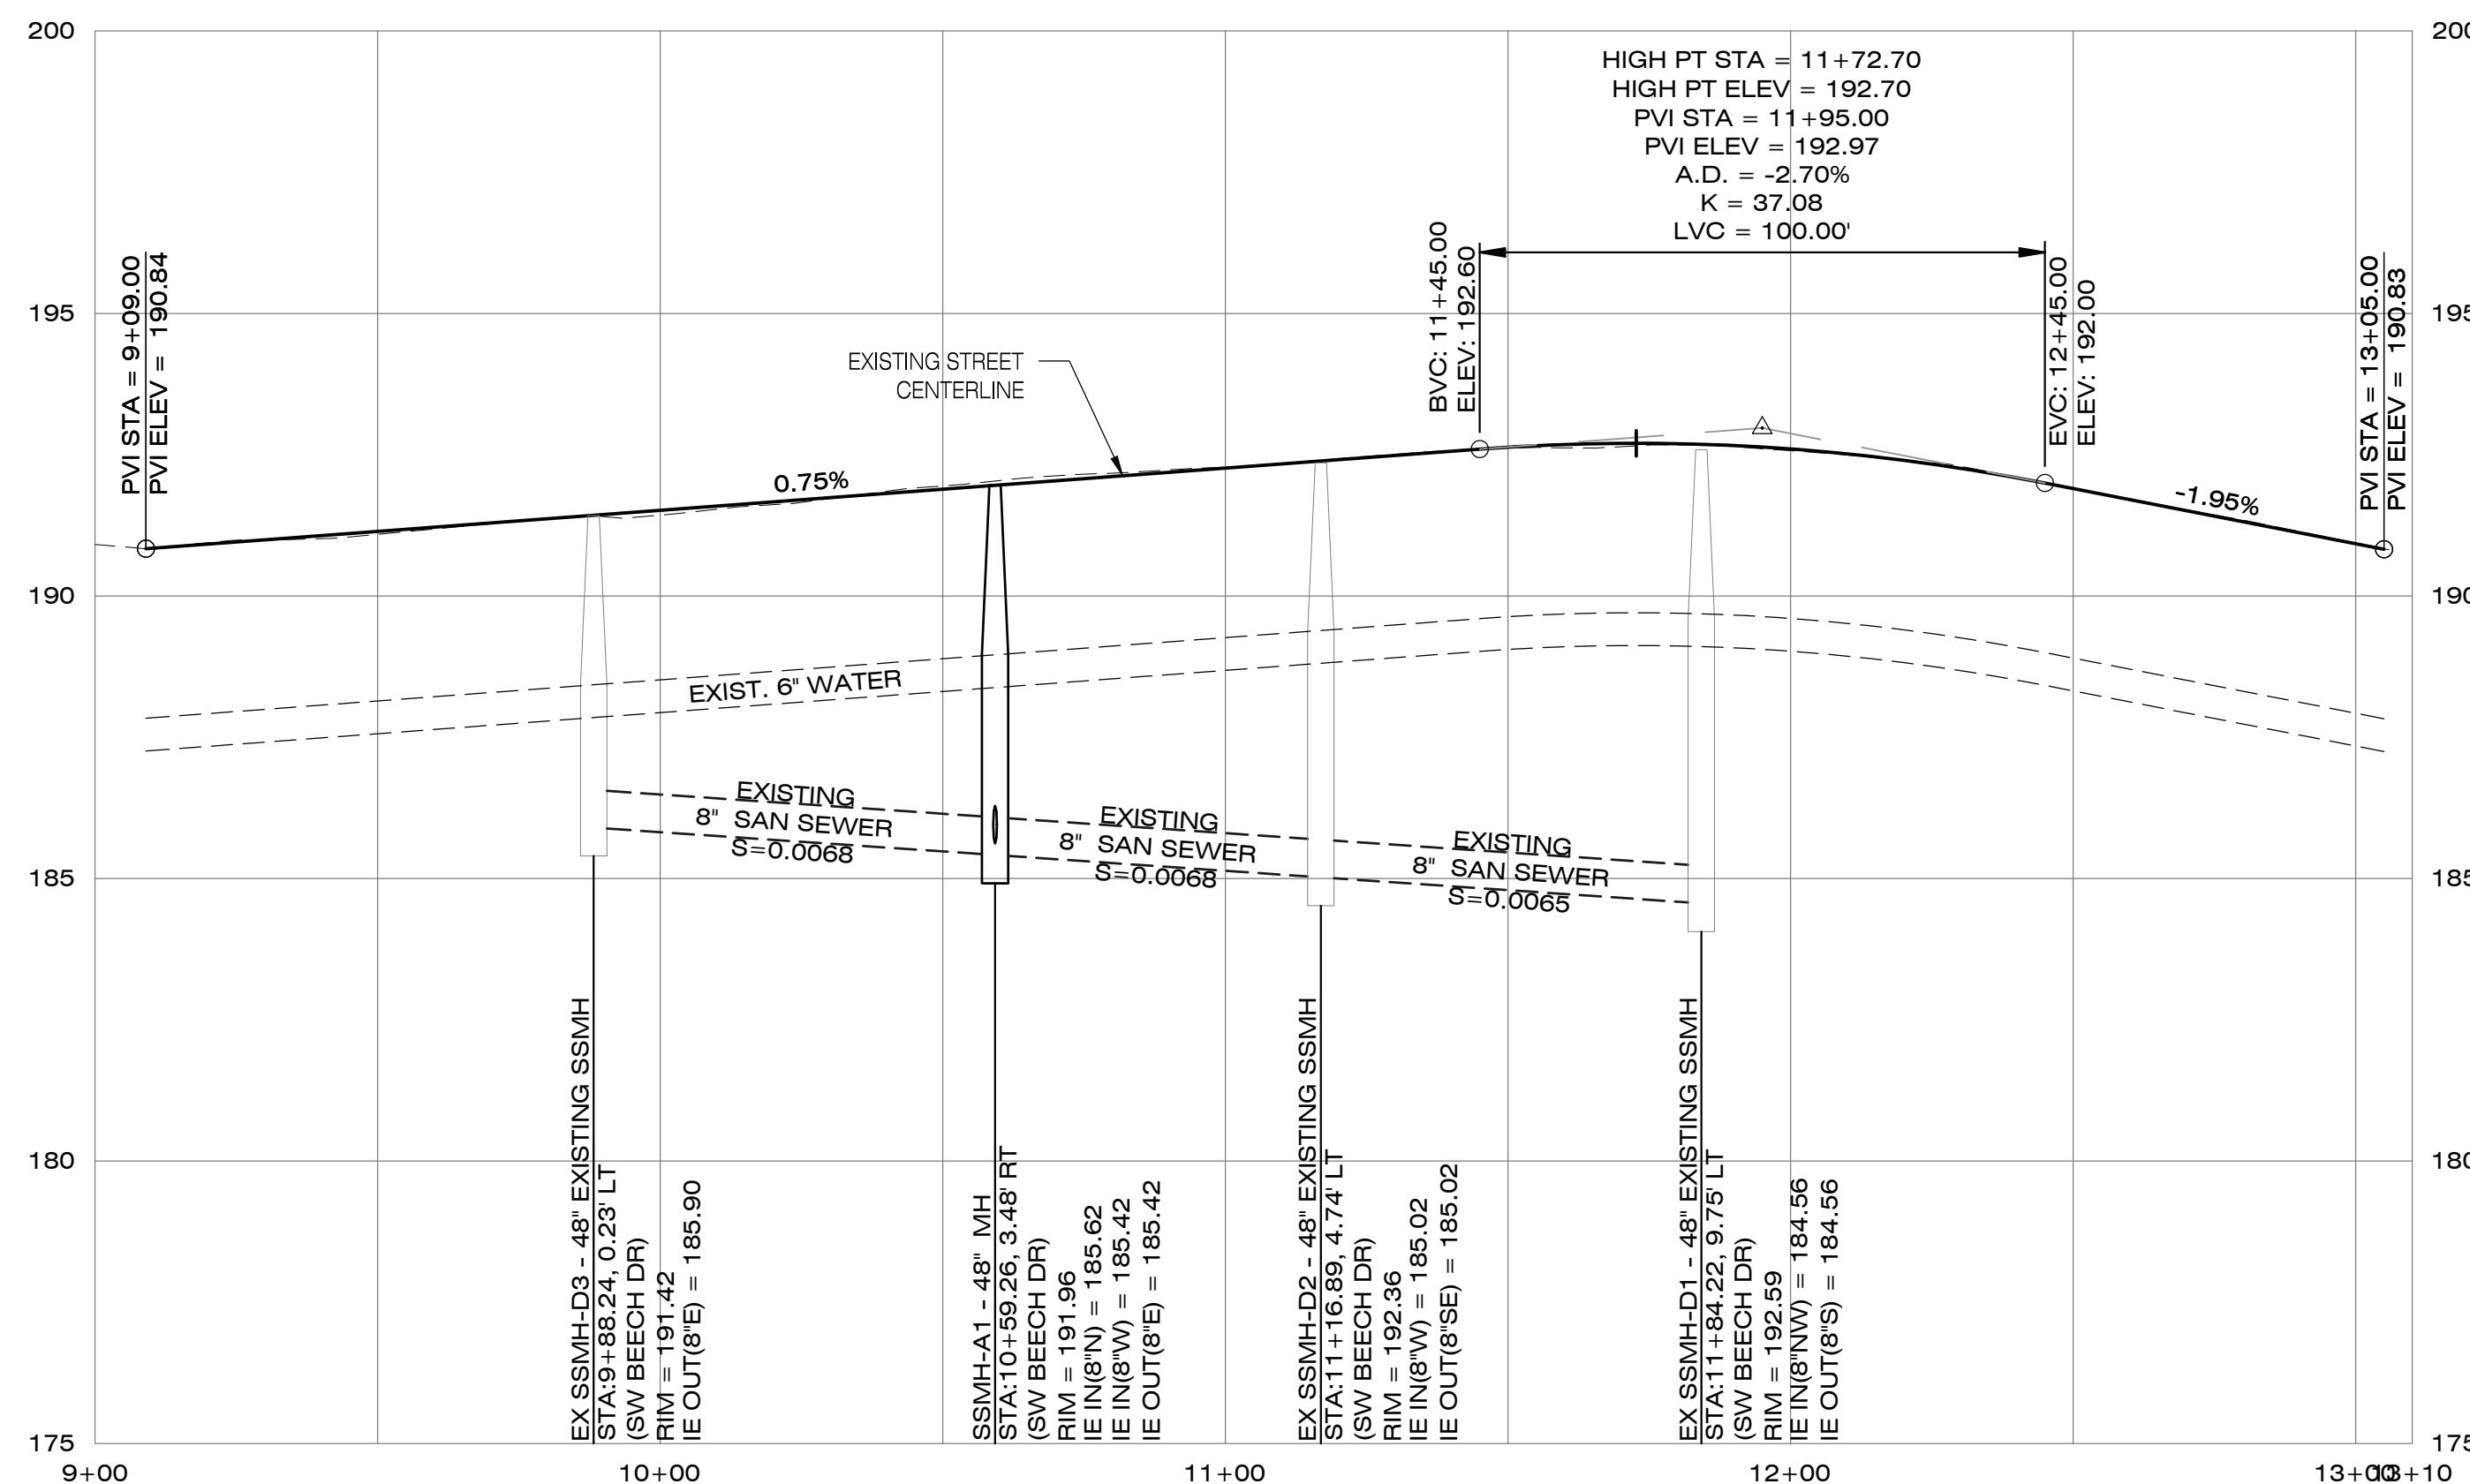 200
200
HIGH PT STA = 11+72.70
HIGH PT ELEV = 192.70
PVI STA = 11+95.00
PVI ELEV = 192.97
A.D. = -2.70%
K = 37.08
LVC = 100.00'
BVC: 11+45.00
ELEV: 192.60
EVC: 12+45.00
ELEV: 192.00
PVI STA = 9+09.00
PVI ELEV = 190.84
PVI STA = 13+05.00
PVI ELEV = 190.83
195
195
EXISTING STREET
CENTERLINE
0.75%
-1.95%
190
190
EXIST. 6" WATER
EXISTING
8" SAN SEWER
S=0.0068
EXISTING
8" SAN SEWER
S=0.0068
EXISTING
8" SAN SEWER
S=0.0065
185
185
EX SSMH-D3 - 48" EXISTING SSMH
STA:9+88.24, 0.23' LT
(SW BEECH DR)
RIM = 191.42
IE OUT(8"E) = 185.90
SSMH-A1 - 48" MH
STA:10+59.26, 3.48' RT
(SW BEECH DR)
RIM = 191.96
IE IN(8"N) = 185.62
IE IN(8"W) = 185.42
IE OUT(8"E) = 185.42
EX SSMH-D2 - 48" EXISTING SSMH
STA:11+16.89, 4.74' LT
(SW BEECH DR)
RIM = 192.36
IE IN(8"W) = 185.02
IE OUT(8"SE) = 185.02
EX SSMH-D1 - 48" EXISTING SSMH
STA:11+84.22, 9.75' LT
(SW BEECH DR)
RIM = 192.59
IE IN(8"NW) = 184.56
IE OUT(8"S) = 184.56
180
180
175
175
9+00
10+00
11+00
12+00
13+00
13+10